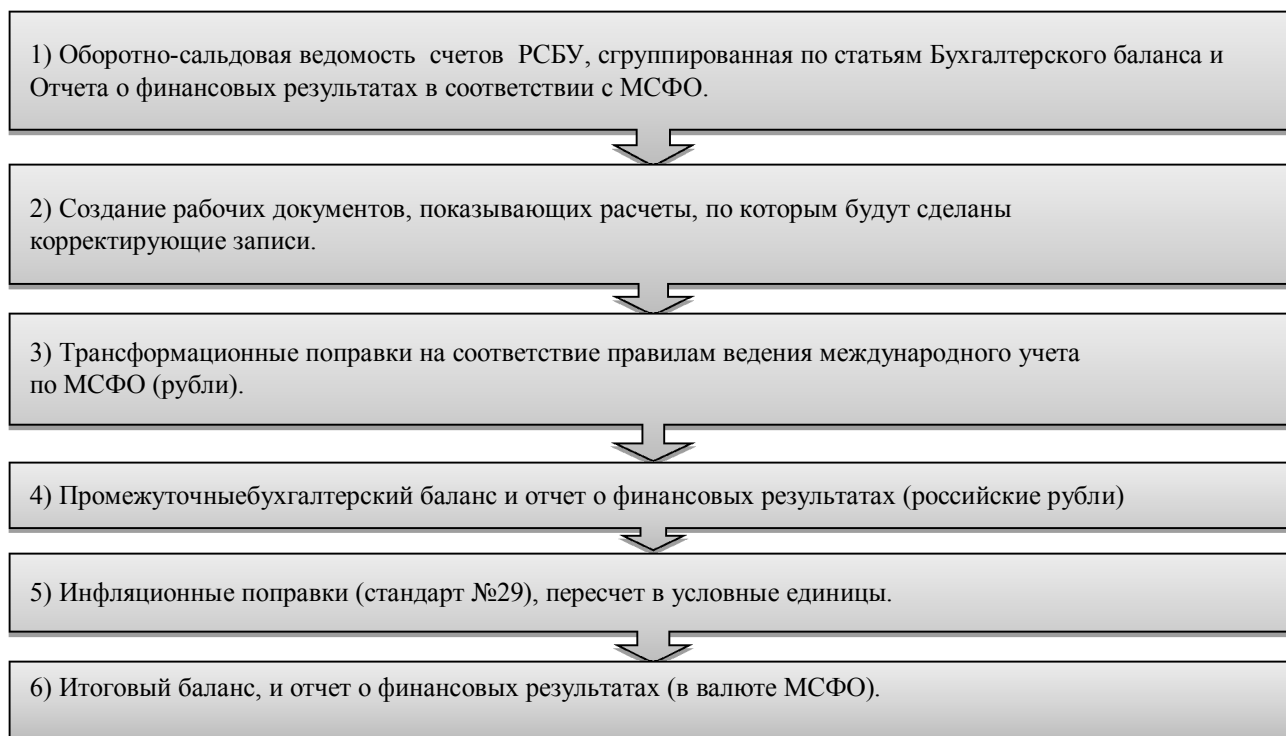 1) Оборотно-сальдовая ведомость счетов РСБУ, сгруппированная по статьям Бухгалтерского баланса и
Отчета о финансовых результатах в соответствии с МСФО.
2) Создание рабочих документов, показывающих расчеты, по которым будут сделаны
корректирующие записи.
3) Трансформационные поправки на соответствие правилам ведения международного учета
по МСФО (рубли).
4) Промежуточныебухгалтерский баланс и отчет о финансовых результатах (российские рубли)
5) Инфляционные поправки (стандарт №29), пересчет в условные единицы.
6) Итоговый баланс, и отчет о финансовых результатах (в валюте МСФО).